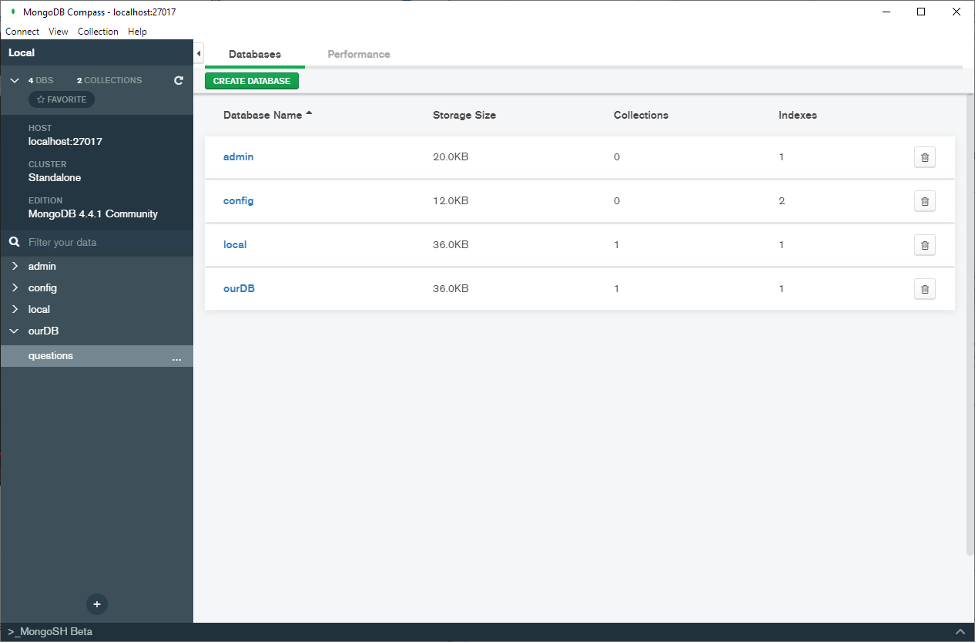 MongoDB Compass - localhost:27017
Connect View Collection Help
Local
4 DBS 2 COLLECTIONS
FAVORITE
HOST
localhost:27017
CLUSTER
Standalone
EDITION
MongoDB 4.4.1 Community
Filter your data
admin
config
local
ourDB
questions ...
>_MongoSH Beta
Databases Performance
CREATE DATABASE
Database Name Storage Size Collections Indexes
admin 20.0KB 0 1
config 12.0KB 0 2
local 36.0KB 1 1
ourDB 36.0KB 1 1